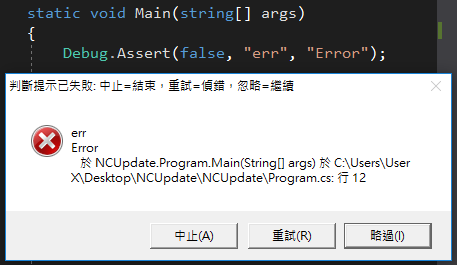 static void Main(string[] args)
{
Debug.Assert(false, "err", "Error");
判斷提示已失敗: 中止=結束，重試=偵錯，忽略=繼續
err
Error
於 NCUpdate.Program.Main(String[] args) 於 C:\Users\User
X\Desktop\NCUpdate\NCUpdate\Program.cs: 行 12
中止(A)
重試(R)
略過(I)